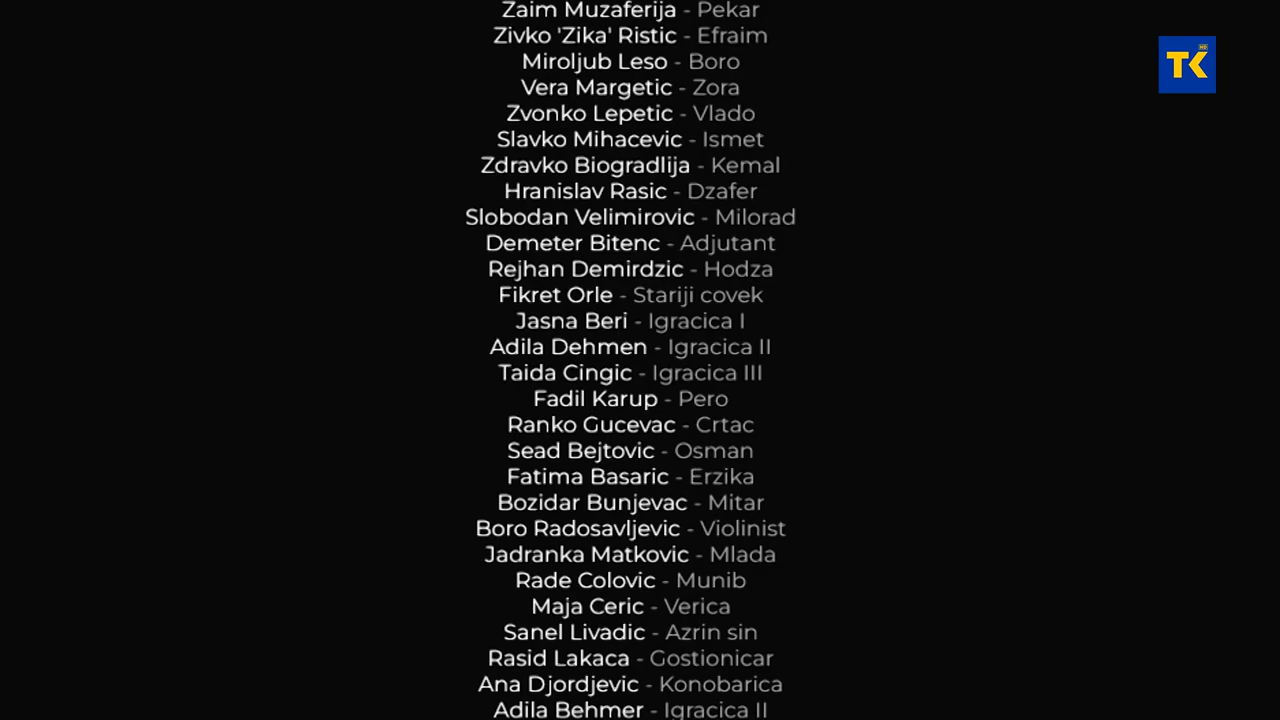 Zaim Muzaferija - Pekar
Zivko 'Zika' Ristic - Efraim
Miroljub Leso - Boro
Vera Margetic - Zora
Zvonko Lepetic - Vlado
Slavko Mihacevic - Ismet
Zdravko Biogradlija - Kemal
Hranislav Rasic - Dzafer
Slobodan Velimirovic - Milorad
Demeter Bitenc - Adjutant
Rejhan Demirdzic - Hodza
Fikret Orle - Stariji covek
Jasna Beri - Igracica I
Adila Dehmen - Igracica II
Taida Cingic - Igracica III
Fadil Karup - Pero
Ranko Gucevac - Crtac
Sead Bejtovic - Osman
Fatima Basaric - Erzika
Bozidar Bunjevac - Mitar
Boro Radosavljevic - Violinist
Jadranka Matkovic - Mlada
Rade Colovic - Munib
Maja Ceric - Verica
Sanel Livadic - Azrin sin
Rasid Lakaca - Gostionicar
Ana Djordjevic - Konobarica
Adila Behmer - Igracica II
TK HD